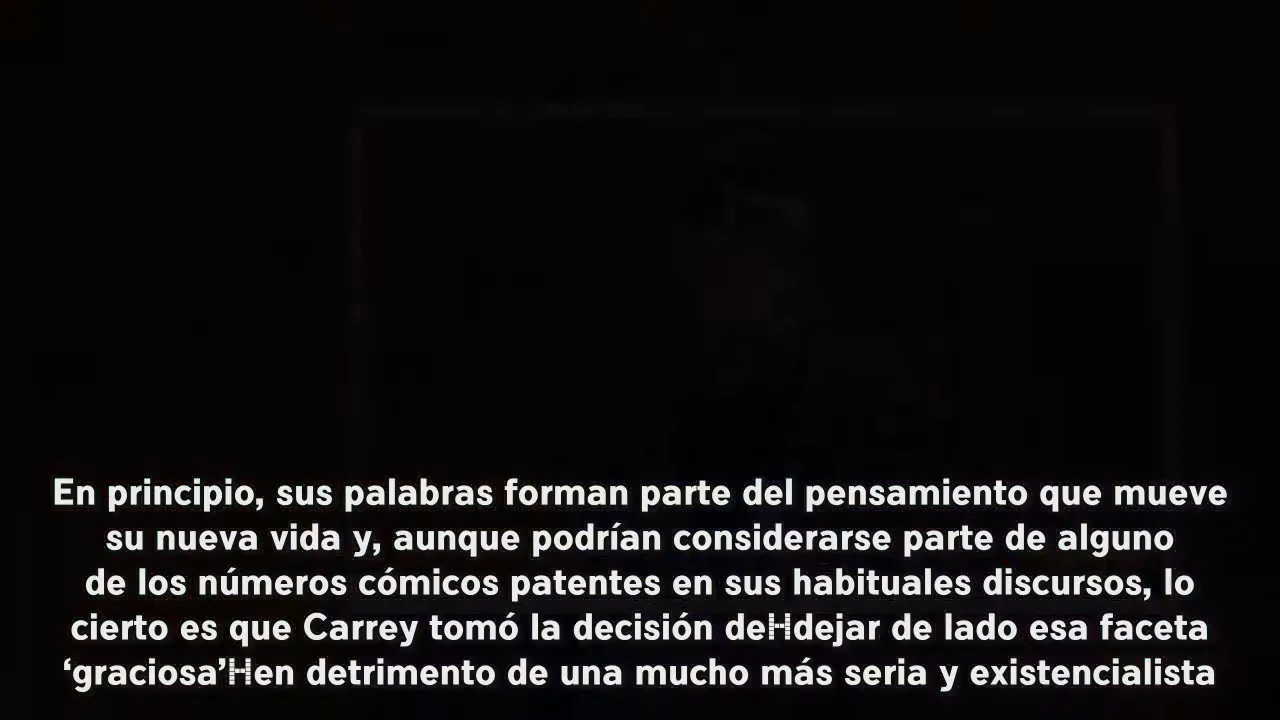 En principio, sus palabras forman parte del pensamiento que mueve
su nueva vida y, aunque podrían considerarse parte de alguno
de los números cómicos patentes en sus habituales discursos, lo
cierto es que Carrey tomó la decisión de dejar de lado esa faceta
‘graciosa’ en detrimento de una mucho más seria y existencialista